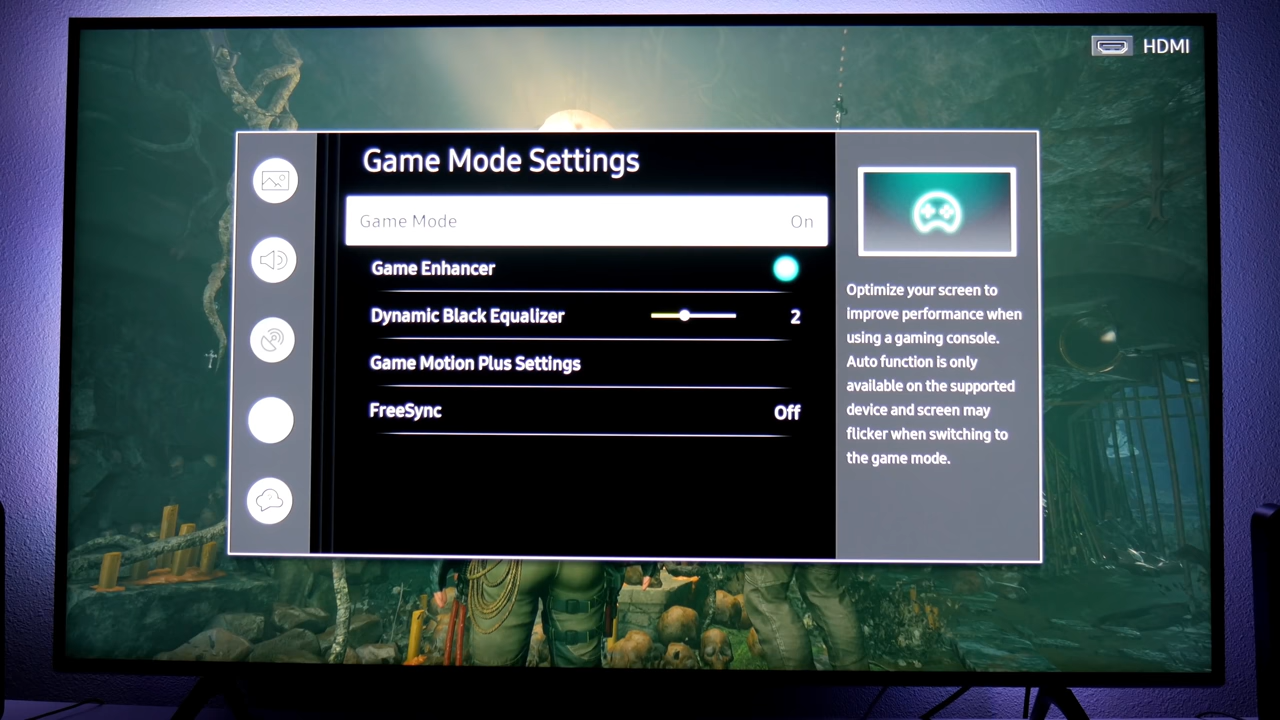 HDMI
Game Mode Settings
Game Mode On
Game Enhancer
Dynamic Black Equalizer 2
Game Motion Plus Settings
FreeSync Off
Optimize your screen to
improve performance when
using a gaming console.
Auto function is only
available on the supported
device and screen may
flicker when switching to
the game mode.